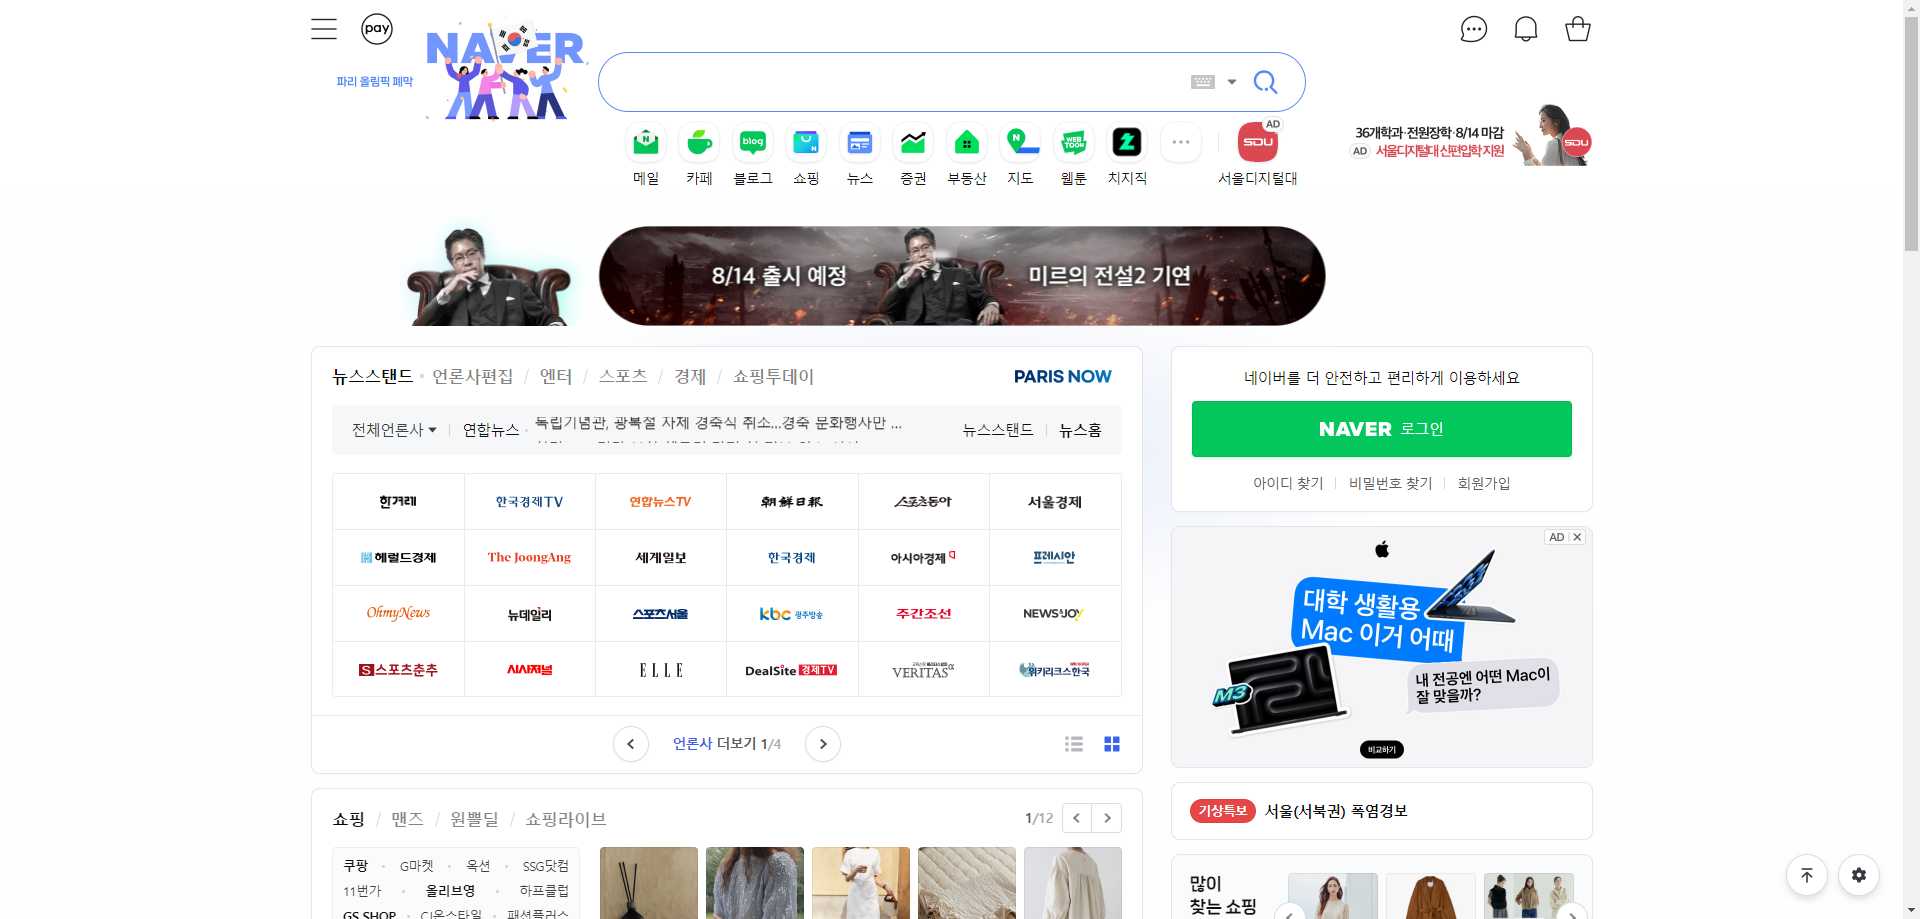 pay
파리 올림픽 폐막
NAVER
메일 카페 블로그 쇼핑 뉴스 증권 부동산 지도 웹툰 치지직 서울디지털대
blog
WEB TOON
SDU
AD
36개학과·전원장학·8/14 마감
AD 서울디지털대 신편입학 지원
SDU
8/14 출시 예정 미르의 전설2 기연
뉴스스탠드 · 언론사편집 / 엔터 / 스포츠 / 경제 / 쇼핑투데이
PARIS NOW
전체언론사 연합뉴스 · 독립기념관, 광복절 자체 경축식 취소...경축 문화행사만 ...
뉴스스탠드 뉴스홈
한겨레 한국경제TV 연합뉴스TV 朝鮮日報 스포츠동아 서울경제
헤럴드경제 The JoongAng 세계일보 한국경제 아시아경제 프레시안
OhmyNews 뉴데일리 스포츠서울 kbc 광주방송 주간조선 NEWS&JOY
S스포츠춘추 시사저널 ELLE DealSite경제TV VERITAS α 위키리크스한국
언론사 더보기 1/4
네이버를 더 안전하고 편리하게 이용하세요
NAVER 로그인
아이디 찾기 비밀번호 찾기 회원가입
AD
대학 생활용
Mac 이거 어때
M3
내 전공엔 어떤 Mac이
잘 맞을까?
비교하기
기상특보 서울(서북권) 폭염경보
쇼핑 / 맨즈 / 원쁠딜 / 쇼핑라이브
1/12
쿠팡 · G마켓 · 옥션 · SSG닷컴
11번가 · 올리브영 · 하프클럽
GS SHOP · CJ온스타일 · 패션플러스
많이
찾는 쇼핑